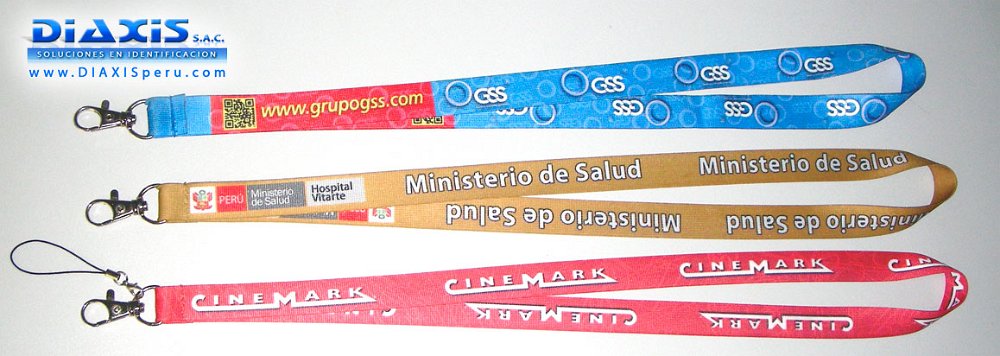 DIAXIS S.A.C.
SOLUCIONES EN IDENTIFICACION
www.DIAXISperu.com
www.grupogss.com GSS GSS GSS GSS
GSS GSS GSS
PERÚ Ministerio de Salud Hospital Vitarte Ministerio de Salud Ministerio de Salud
Ministerio de Salud Ministerio de Salud
CINEMARK CINEMARK CINEMARK CINEMARK
CINEMARK CINEMARK CINEMARK